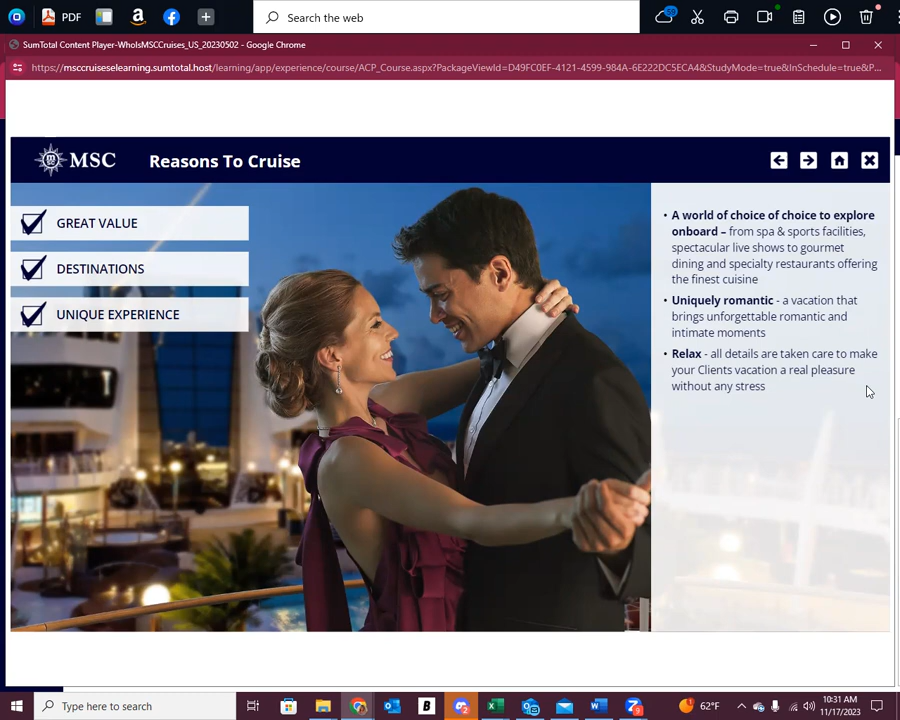 PDF
Search the web
SumTotal Content Player-WhoIsMSCCruises_US_20230502 - Google Chrome
https://msccruiseselearning.sumtotal.host/learning/app/experience/course/ACP_Course.aspx?PackageViewId=D49FC0EF-4121-4599-984A-6E222DC5ECA4&StudyMode=true&InSchedule=true&P...
MSC
Reasons To Cruise
GREAT VALUE
DESTINATIONS
UNIQUE EXPERIENCE
• A world of choice of choice to explore
onboard – from spa & sports facilities,
spectacular live shows to gourmet
dining and specialty restaurants offering
the finest cuisine
• Uniquely romantic - a vacation that
brings unforgettable romantic and
intimate moments
• Relax - all details are taken care to make
your Clients vacation a real pleasure
without any stress
Type here to search
62°F
10:31 AM
11/17/2023